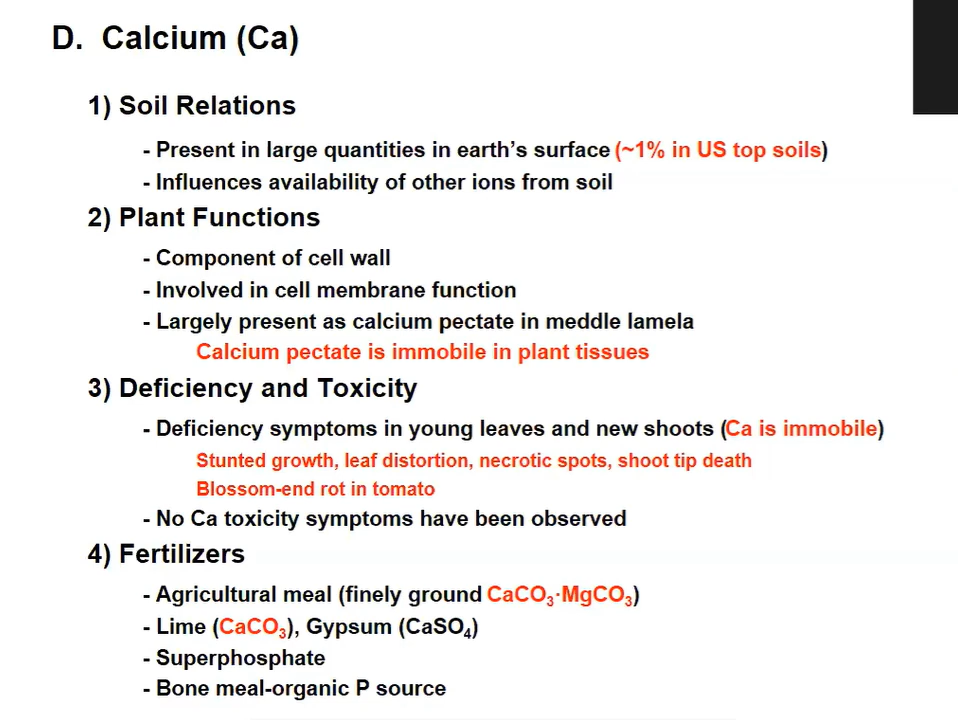 D. Calcium (Ca)
1) Soil Relations
- Present in large quantities in earth's surface (~1% in US top soils)
- Influences availability of other ions from soil
2) Plant Functions
- Component of cell wall
- Involved in cell membrane function
- Largely present as calcium pectate in meddle lamela
Calcium pectate is immobile in plant tissues
3) Deficiency and Toxicity
- Deficiency symptoms in young leaves and new shoots (Ca is immobile)
Stunted growth, leaf distortion, necrotic spots, shoot tip death
Blossom-end rot in tomato
- No Ca toxicity symptoms have been observed
4) Fertilizers
- Agricultural meal (finely ground CaCO₃·MgCO₃)
- Lime (CaCO₃), Gypsum (CaSO₄)
- Superphosphate
- Bone meal-organic P source